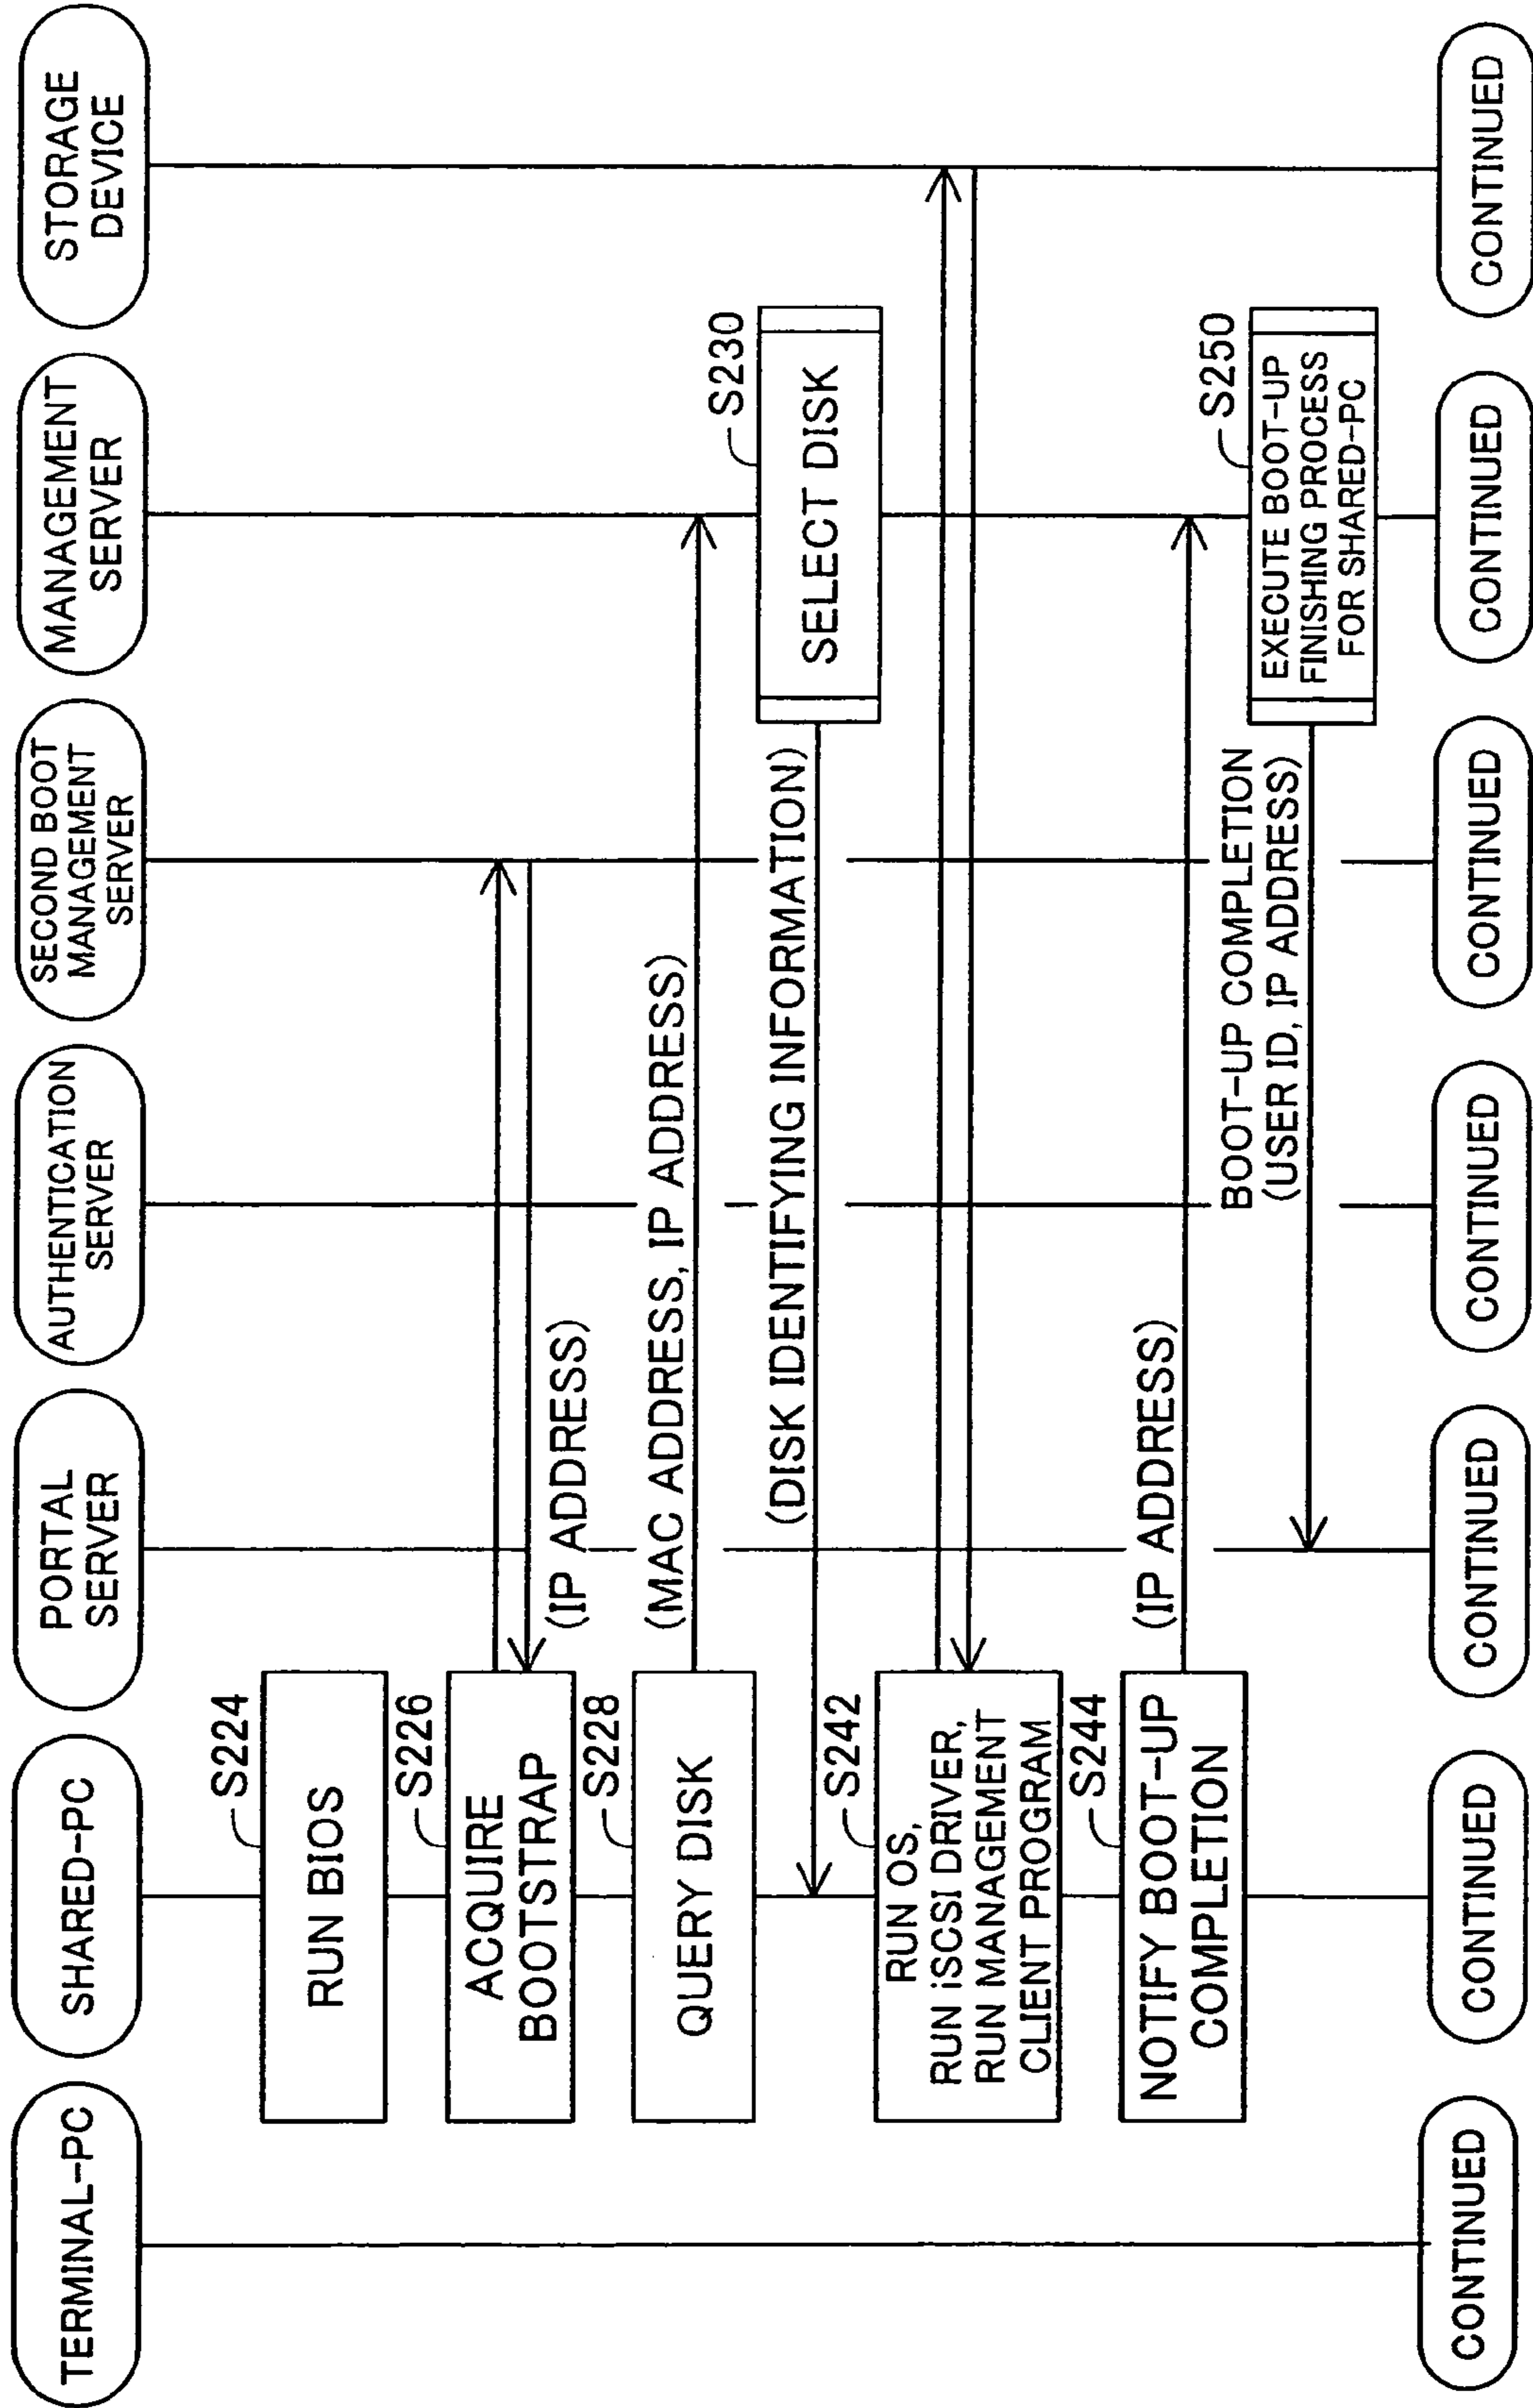 TERMINAL-PC
SHARED-PC
PORTAL
SERVER
AUTHENTICATION
SERVER
SECOND BOOT
MANAGEMENT
SERVER
MANAGEMENT
SERVER
STORAGE
DEVICE
S224
RUN BIOS
S226
ACQUIRE
BOOTSTRAP
(IP ADDRESS)
S228
QUERY DISK
(MAC ADDRESS, IP ADDRESS)
S230
SELECT DISK
(DISK IDENTIFYING INFORMATION)
S242
RUN OS,
RUN iSCSI DRIVER,
RUN MANAGEMENT
CLIENT PROGRAM
S244
NOTIFY BOOT-UP
COMPLETION
(IP ADDRESS)
S250
EXECUTE BOOT-UP
FINISHING PROCESS
FOR SHARED-PC
BOOT-UP COMPLETION
(USER ID, IP ADDRESS)
CONTINUED
CONTINUED
CONTINUED
CONTINUED
CONTINUED
CONTINUED
CONTINUED